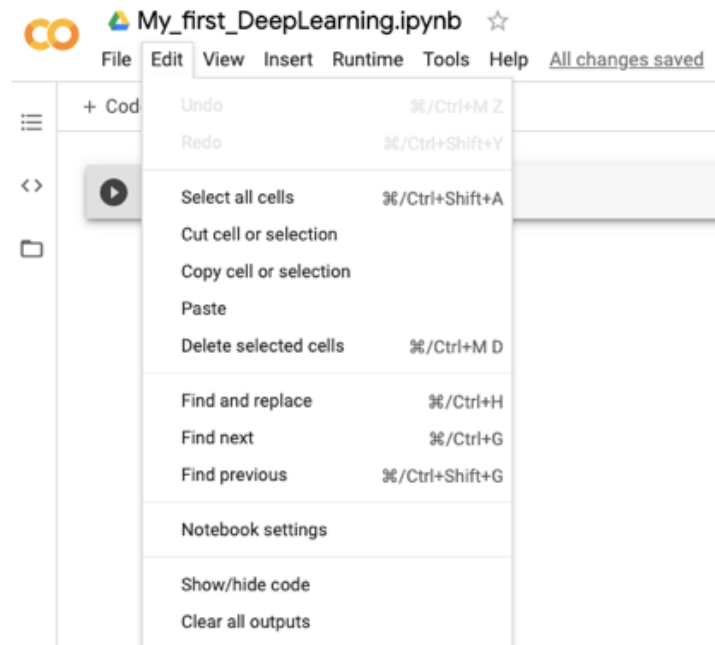 CO
My_first_DeepLearning.ipynb
File Edit View Insert Runtime Tools Help All changes saved
+ Cod
Undo ⌘/Ctrl+M Z
Redo ⌘/Ctrl+Shift+Y
Select all cells ⌘/Ctrl+Shift+A
Cut cell or selection
Copy cell or selection
Paste
Delete selected cells ⌘/Ctrl+M D
Find and replace ⌘/Ctrl+H
Find next ⌘/Ctrl+G
Find previous ⌘/Ctrl+Shift+G
Notebook settings
Show/hide code
Clear all outputs